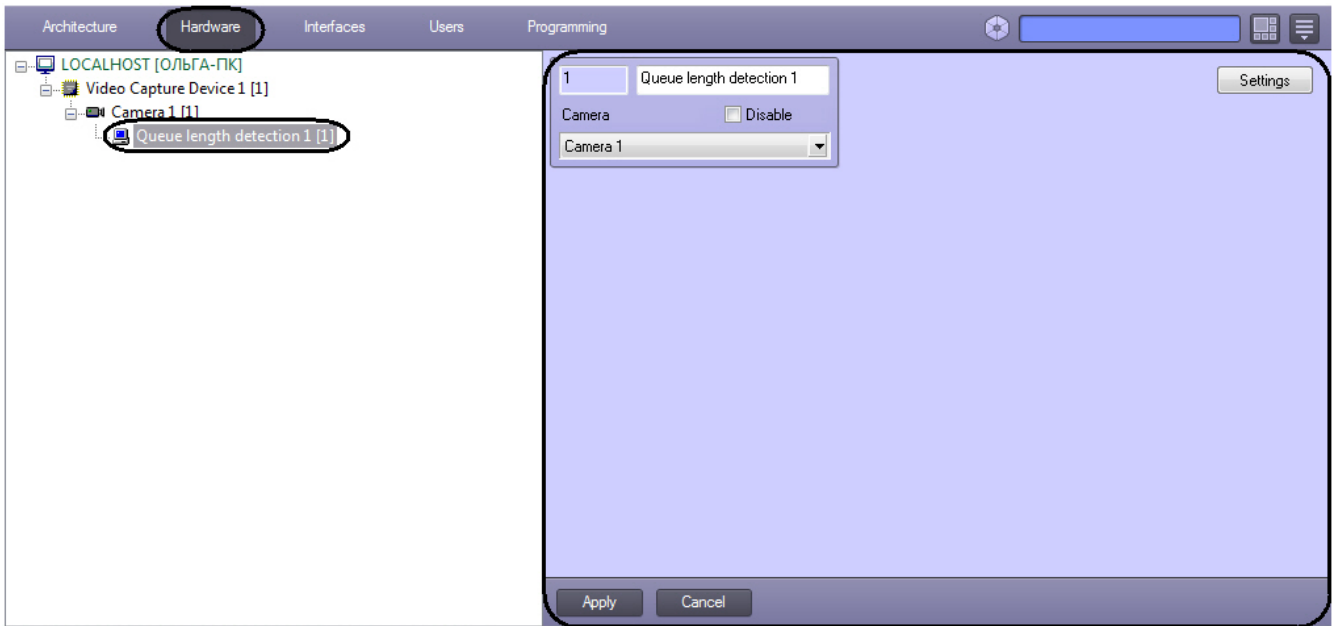 Architecture Hardware Interfaces Users Programming
LOCALHOST [ОЛЬГА-ПК]
Video Capture Device 1 [1]
Camera 1 [1]
Queue length detection 1 [1]
1 Queue length detection 1 Settings
Camera Disable
Camera 1
Apply Cancel